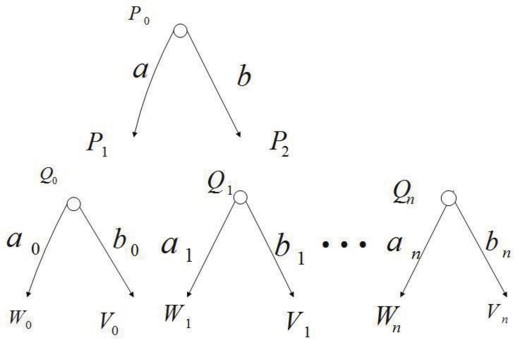 P₀
a b
P₁ P₂
Q₀ Q₁ Qₙ
a₀ b₀ a₁ b₁ • • • aₙ bₙ
W₀ V₀ W₁ V₁ Wₙ Vₙ